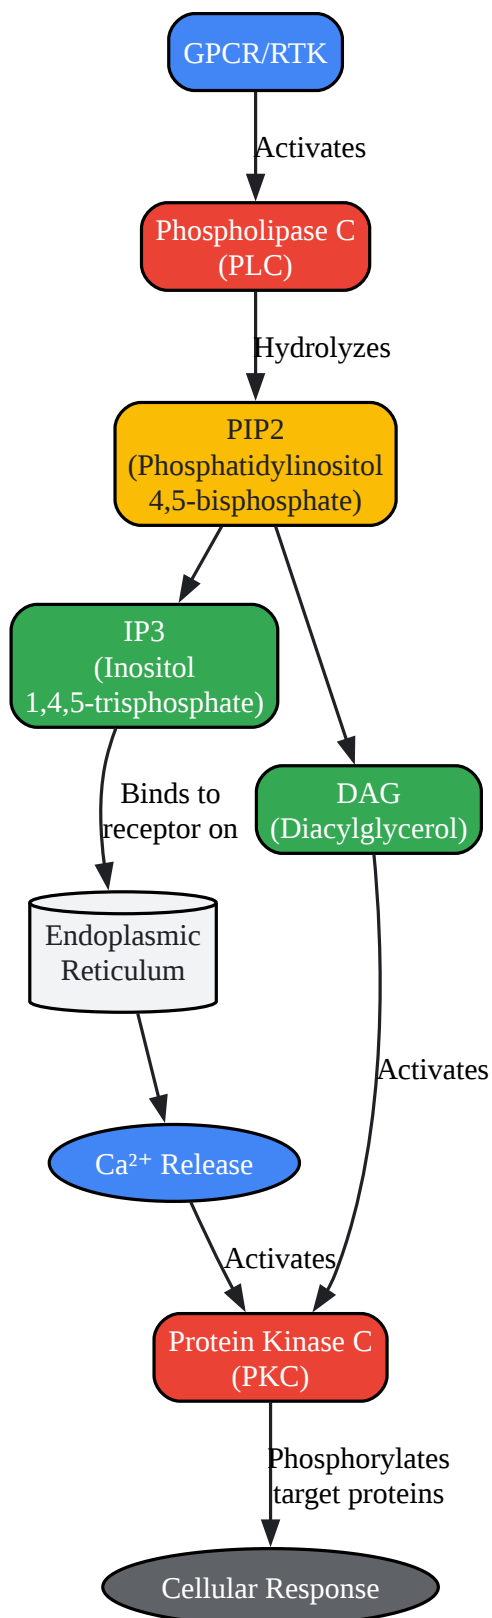 GPCR/RTK
Activates
Phospholipase C
(PLC)
Hydrolyzes
PIP2
(Phosphatidylinositol
4,5-bisphosphate)
IP3
(Inositol
1,4,5-trisphosphate)
Binds to
receptor on
DAG
(Diacylglycerol)
Endoplasmic
Reticulum
Activates
Ca²⁺ Release
Activates
Protein Kinase C
(PKC)
Phosphorylates
target proteins
Cellular Response